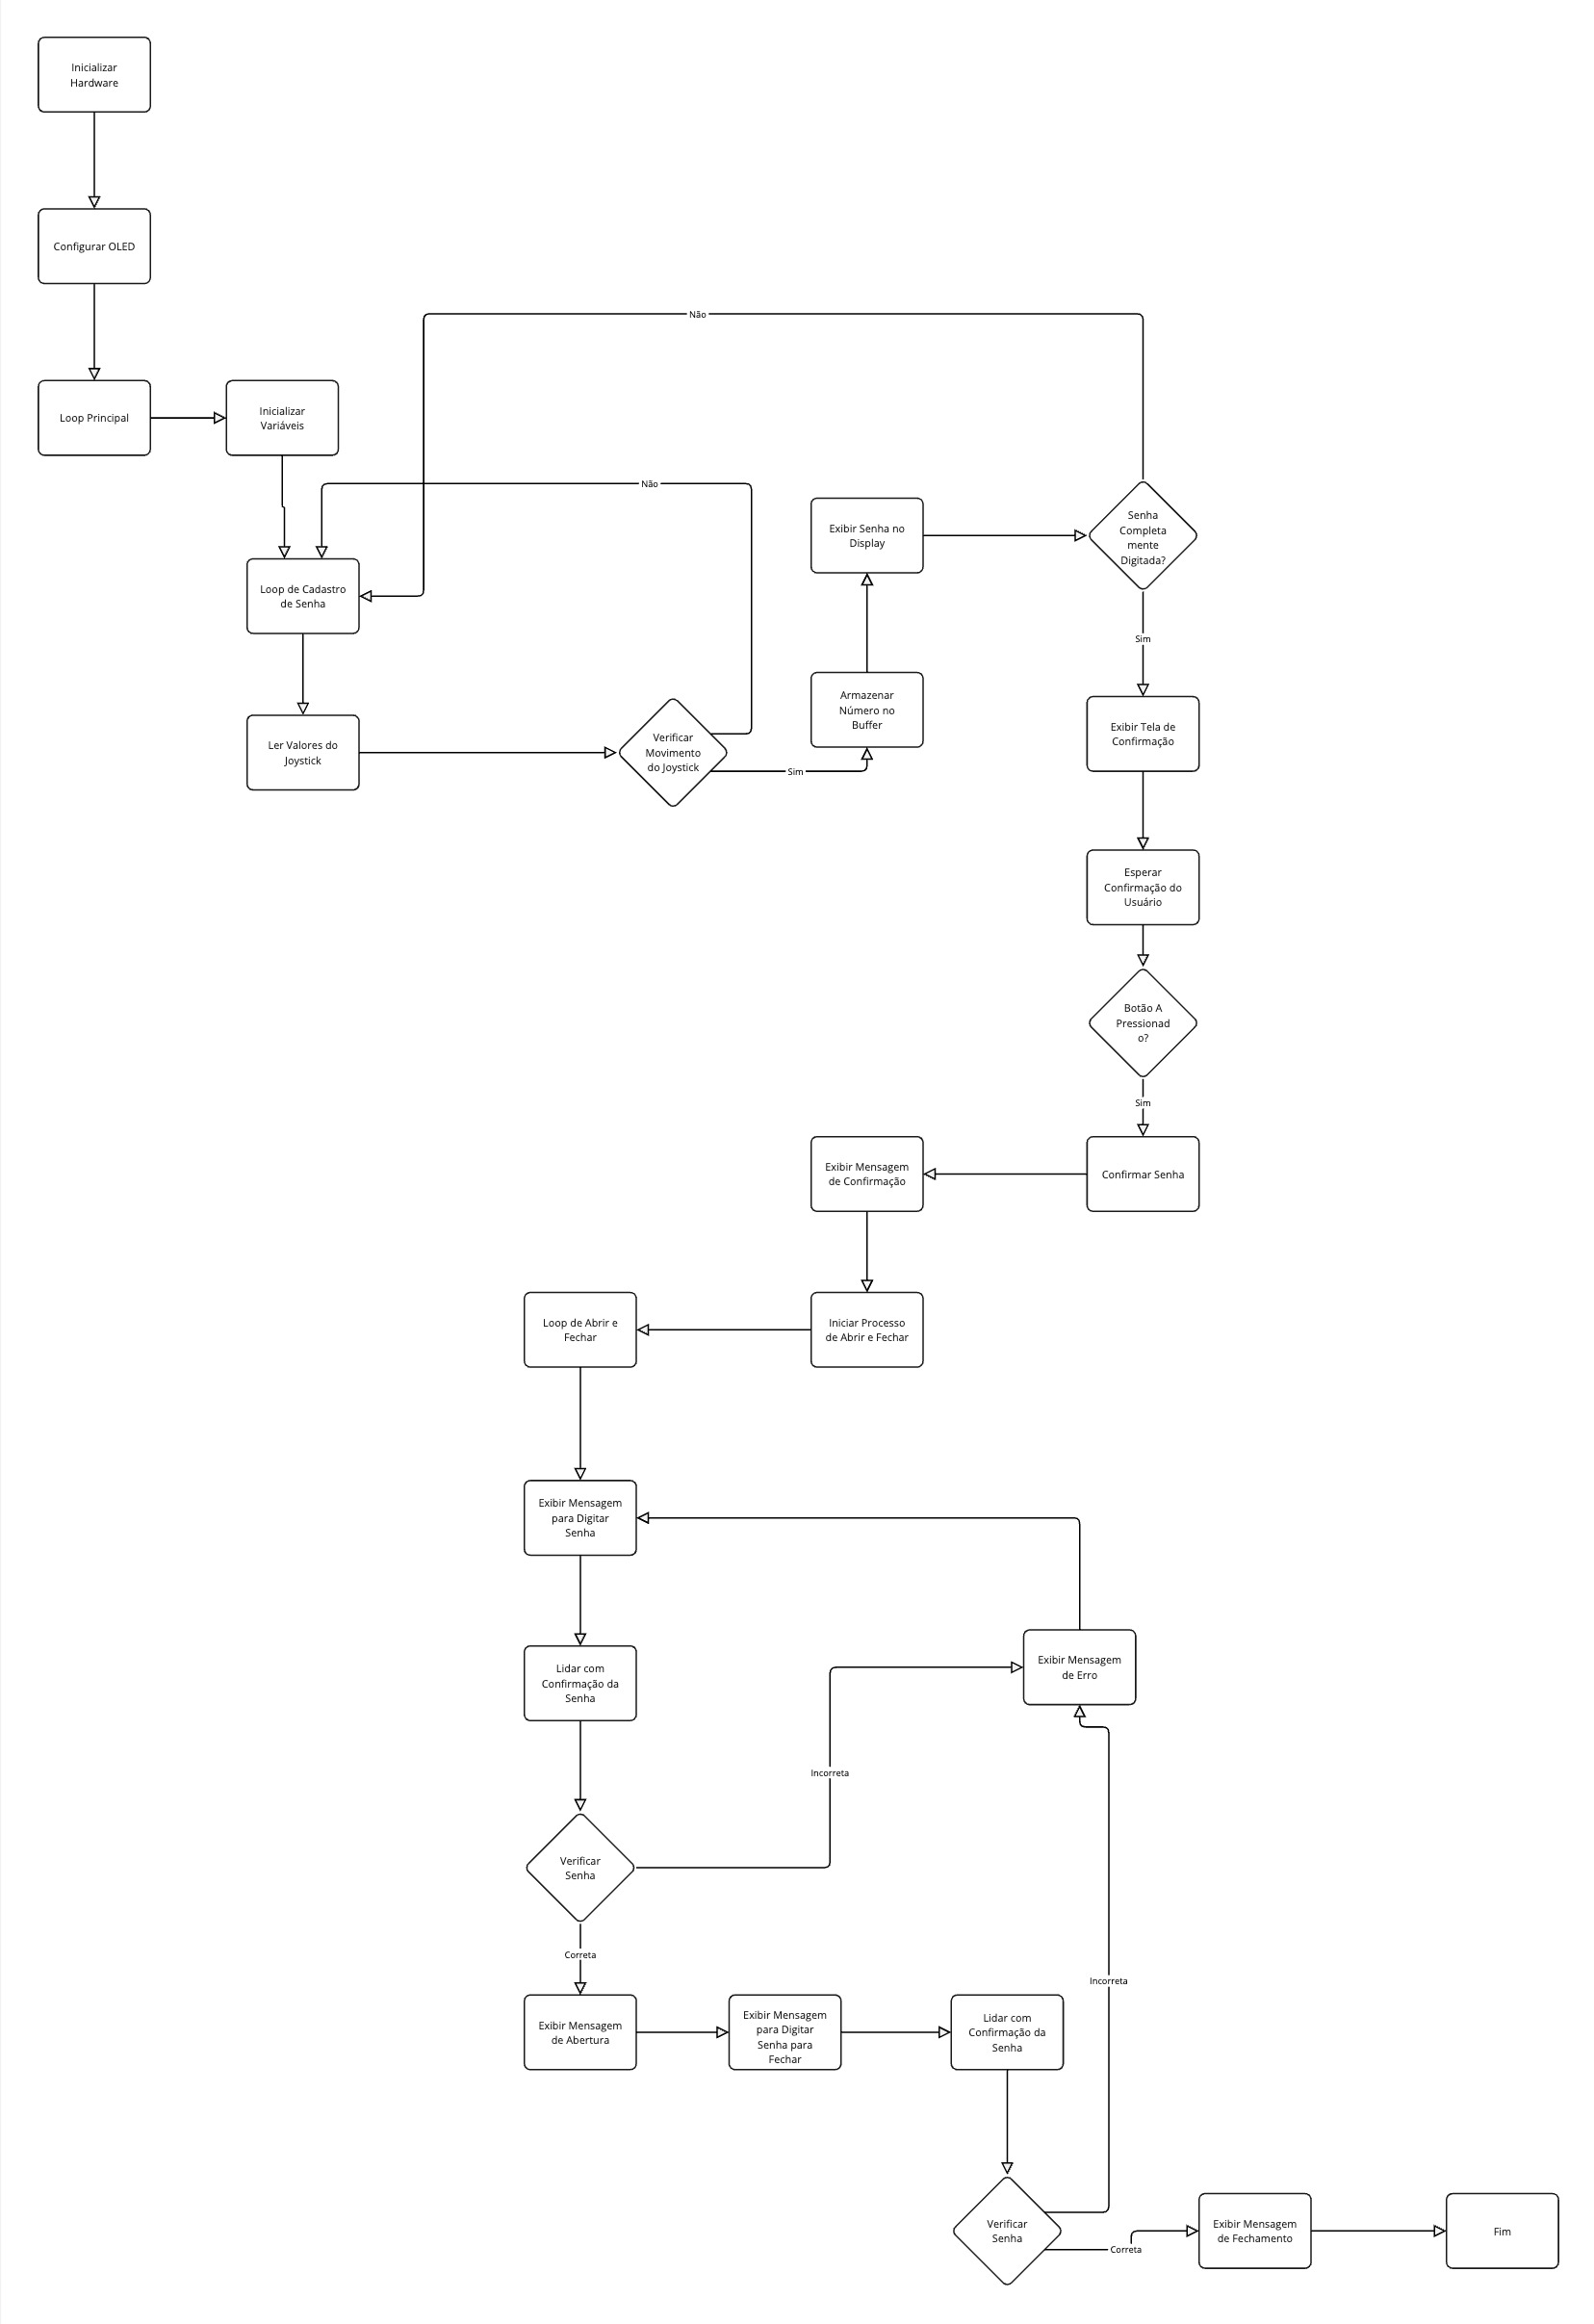 Inicializar
Hardware
Configurar OLED
Não
Loop Principal
Inicializar
Variáveis
Não
Exibir Senha no
Display
Senha
Completa
mente
Digitada?
Loop de Cadastro
de Senha
Sim
Armazenar
Número no
Buffer
Exibir Tela de
Confirmação
Ler Valores do
Joystick
Verificar
Movimento
do Joystick
Sim
Esperar
Confirmação do
Usuário
Botão A
Pressionad
o?
Sim
Exibir Mensagem
de Confirmação
Confirmar Senha
Loop de Abrir e
Fechar
Iniciar Processo
de Abrir e Fechar
Exibir Mensagem
para Digitar
Senha
Exibir Mensagem
de Erro
Lidar com
Confirmação da
Senha
Incorreta
Verificar
Senha
Correta
Incorreta
Exibir Mensagem
de Abertura
Exibir Mensagem
para Digitar
Senha para
Fechar
Lidar com
Confirmação da
Senha
Verificar
Senha
Correta
Exibir Mensagem
de Fechamento
Fim